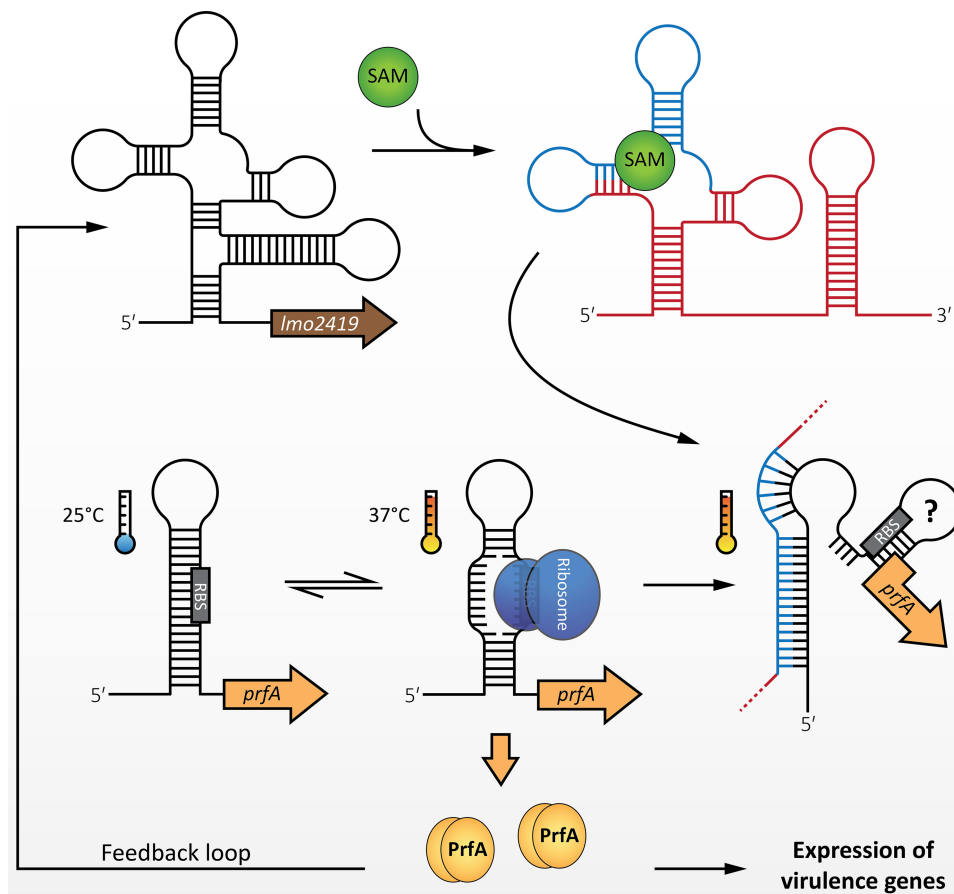 SAM
SAM
5′
lmo2419
5′
3′
25°C
RBS
5′
prfA
37°C
RBS
Ribosome
5′
prfA
RBS
?
prfA
5′
PrfA
PrfA
Feedback loop
Expression of
virulence genes